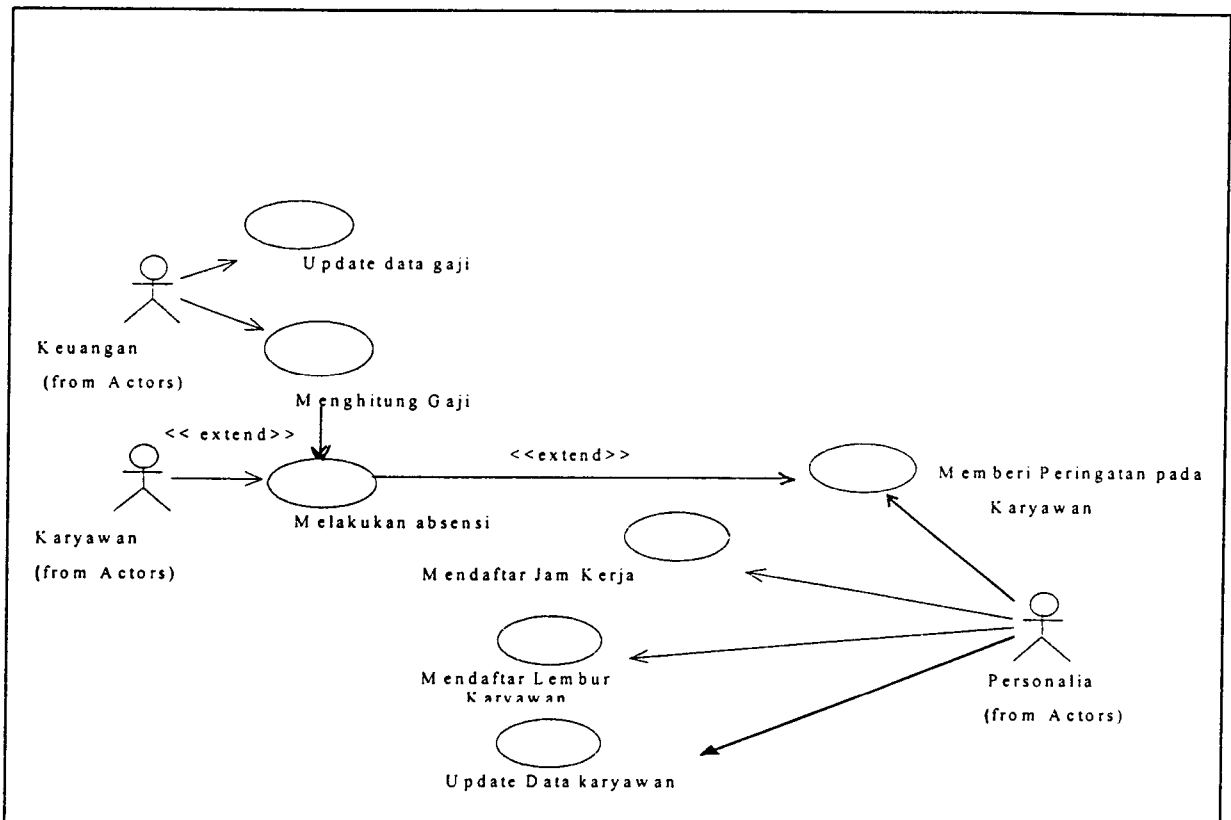 Update data gaji
Keuangan
(from Actors)
Menghitung Gaji
<< extend>>
<<extend>>
Memberi Peringatan pada
Karyawan
Melakukan absensi
Karyawan
(from Actors)
Mendaftar Jam Kerja
Mendaftar Lembur
Karyawan
Personalia
(from Actors)
Update Data karyawan